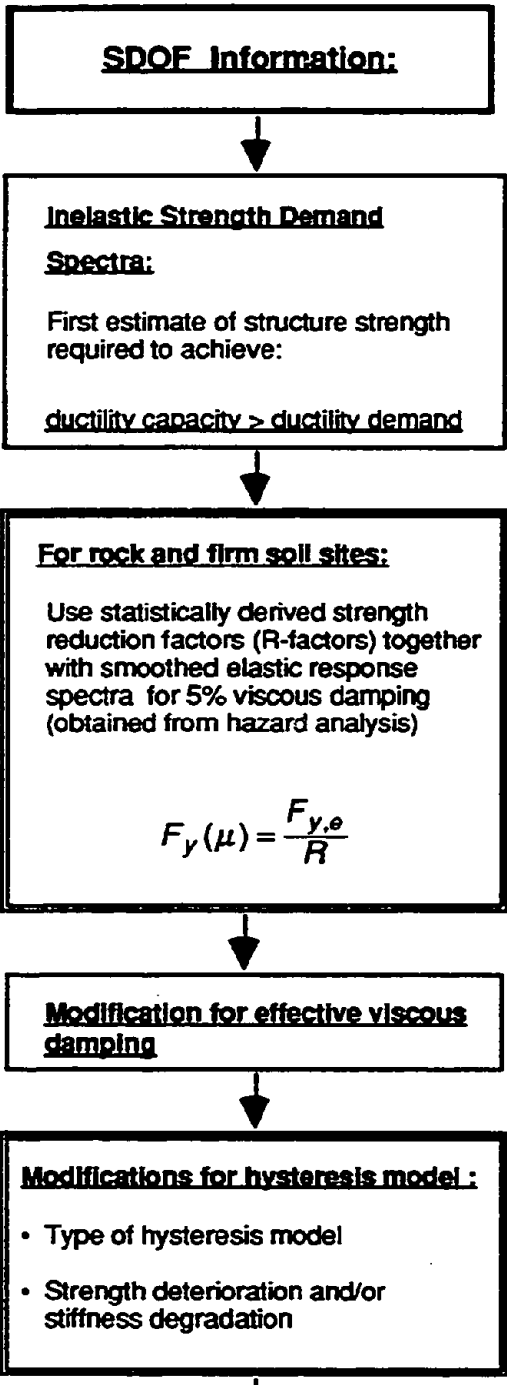 SDOF Information:
Inelastic Strength Demand
Spectra:
First estimate of structure strength
required to achieve:
ductility capacity > ductility demand
For rock and firm soil sites:
Use statistically derived strength
reduction factors (R-factors) together
with smoothed elastic response
spectra for 5% viscous damping
(obtained from hazard analysis)
F_y(μ) = F_{y,e} / R
Modification for effective viscous
damping
Modifications for hysteresis model :
• Type of hysteresis model
• Strength deterioration and/or
stiffness degradation